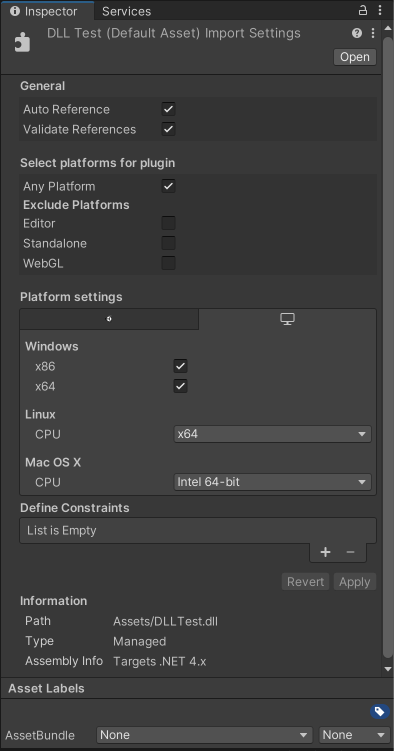 Inspector Services
DLL Test (Default Asset) Import Settings
Open
General
Auto Reference
Validate References
Select platforms for plugin
Any Platform
Exclude Platforms
Editor
Standalone
WebGL
Platform settings
Windows
x86
x64
Linux
CPU x64
Mac OS X
CPU Intel 64-bit
Define Constraints
List is Empty
+ −
Revert Apply
Information
Path Assets/DLLTest.dll
Type Managed
Assembly Info Targets .NET 4.x
Asset Labels
AssetBundle None None